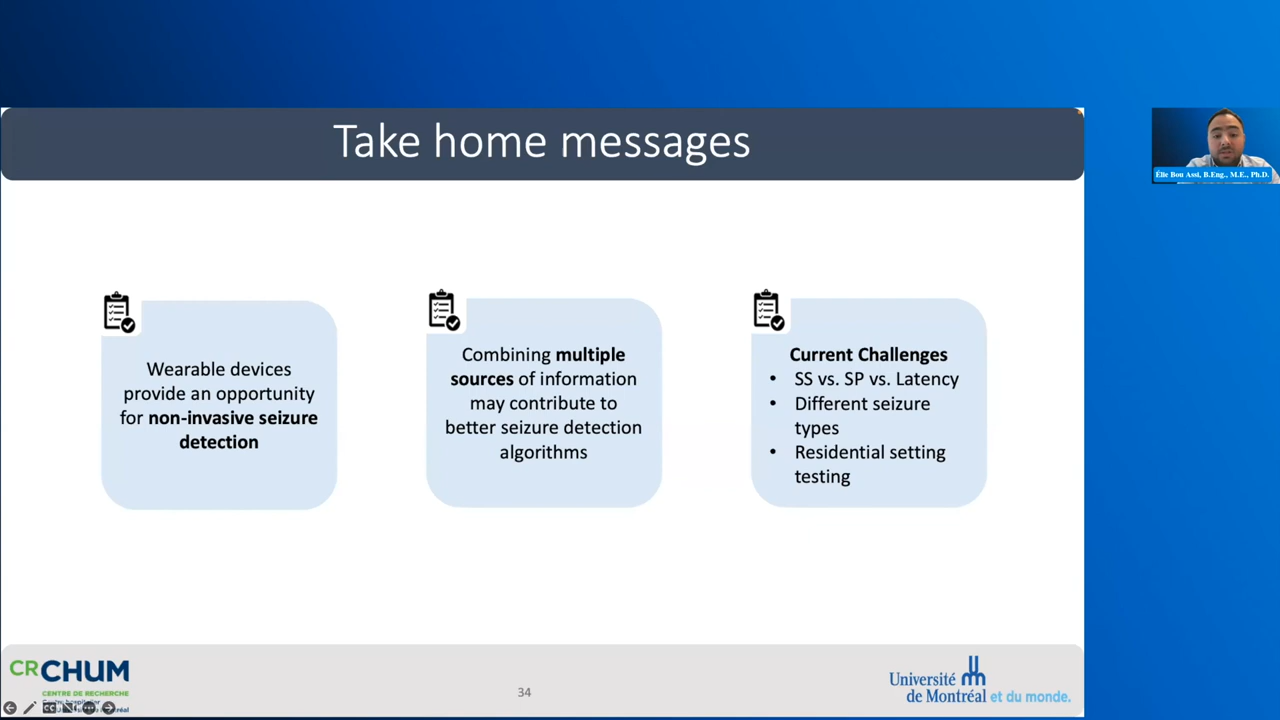 Take home messages
Élie Bou Assi, B.Eng., M.E., Ph.D.
Wearable devices
provide an opportunity
for non-invasive seizure
detection
Combining multiple
sources of information
may contribute to
better seizure detection
algorithms
Current Challenges
• SS vs. SP vs. Latency
• Different seizure
types
• Residential setting
testing
CRCHUM
CENTRE DE RECHERCHE
34
Université
de Montréal et du monde.